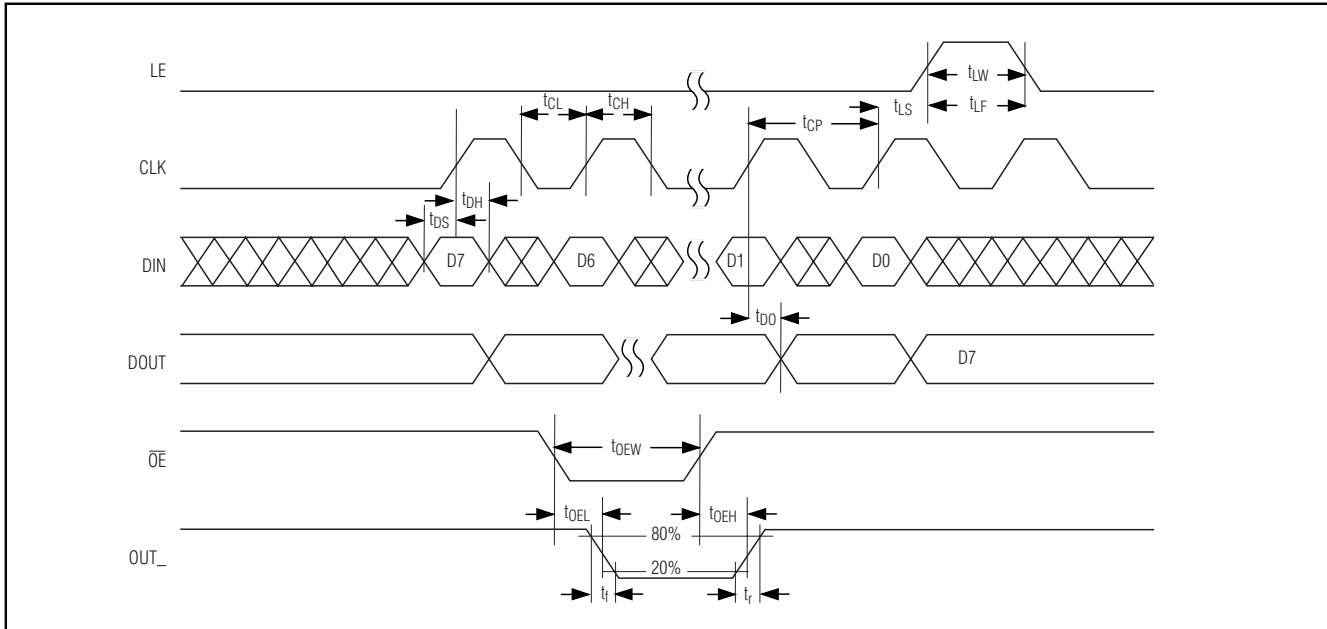 LE
tLW
tCL
tCH
tLS
tLF
tCP
CLK
tDH
tDS
DIN
D7
D6
D1
D0
tDO
DOUT
D7
OE
tOEW
tOEL
tOEH
80%
OUT_
20%
tf
tr